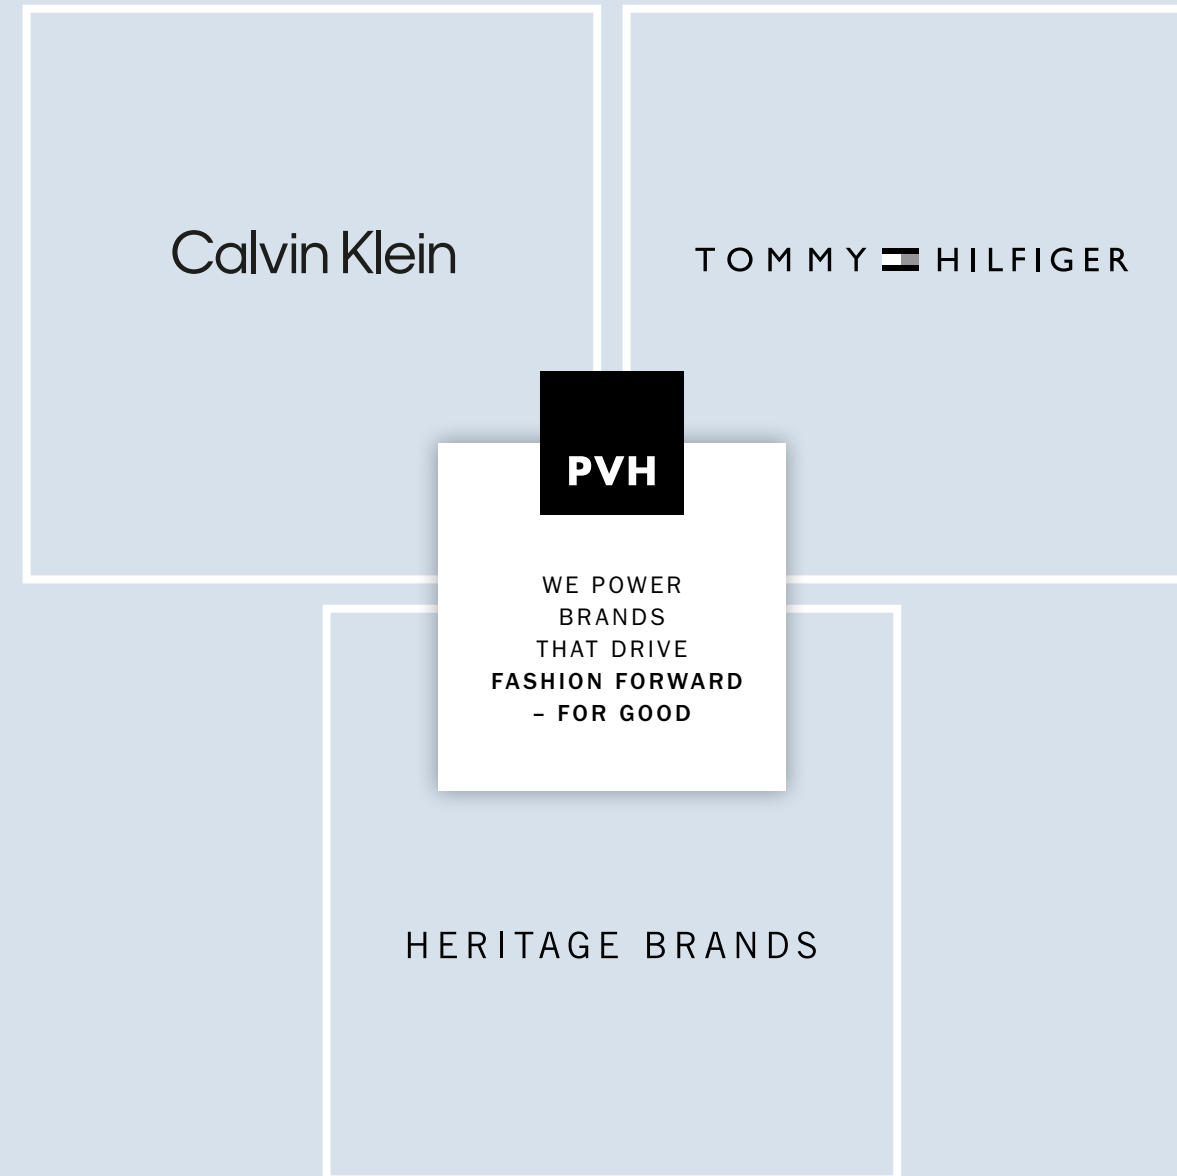 Calvin Klein
TOMMY HILFIGER
PVH
WE POWER
BRANDS
THAT DRIVE
FASHION FORWARD
– FOR GOOD
HERITAGE BRANDS